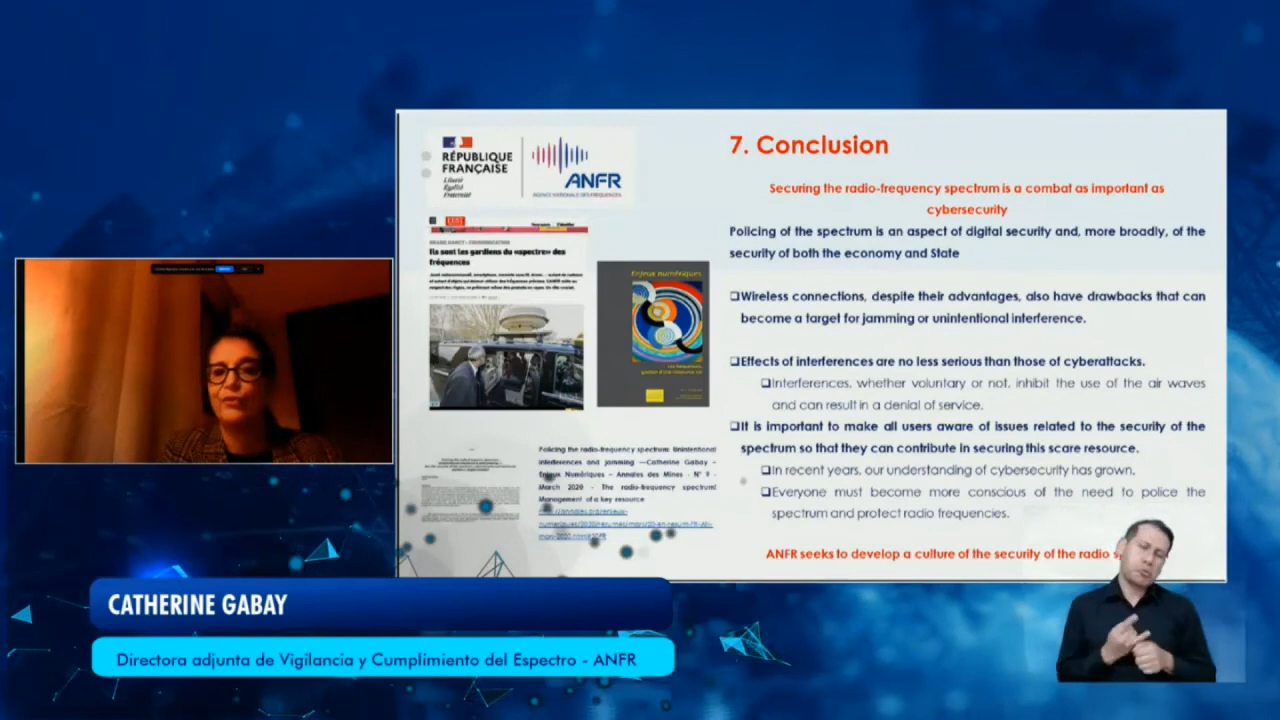 RÉPUBLIQUE
FRANÇAISE
Liberté
Égalité
Fraternité
ANFR
AGENCE NATIONALE DES FRÉQUENCES
Ils sont les gardiens du «spectre» des
fréquences
Enjeux numériques
Policing the radio-frequency spectrum: Unintentional
interferences and jamming —Catherine Gabay –
Enjeux Numériques – Annales des Mines - N° 9 -
March 2020 - The radio-frequency spectrum:
Management of a key resource
7. Conclusion
Securing the radio-frequency spectrum is a combat as important as
cybersecurity
Policing of the spectrum is an aspect of digital security and, more broadly, of the
security of both the economy and State
❑Wireless connections, despite their advantages, also have drawbacks that can
become a target for jamming or unintentional interference.
❑Effects of interferences are no less serious than those of cyberattacks.
❑Interferences, whether voluntary or not, inhibit the use of the air waves
and can result in a denial of service.
❑It is important to make all users aware of issues related to the security of the
spectrum so that they can contribute in securing this scare resource.
❑In recent years, our understanding of cybersecurity has grown.
❑Everyone must become more conscious of the need to police the
spectrum and protect radio frequencies.
ANFR seeks to develop a culture of the security of the radio
CATHERINE GABAY
Directora adjunta de Vigilancia y Cumplimiento del Espectro - ANFR